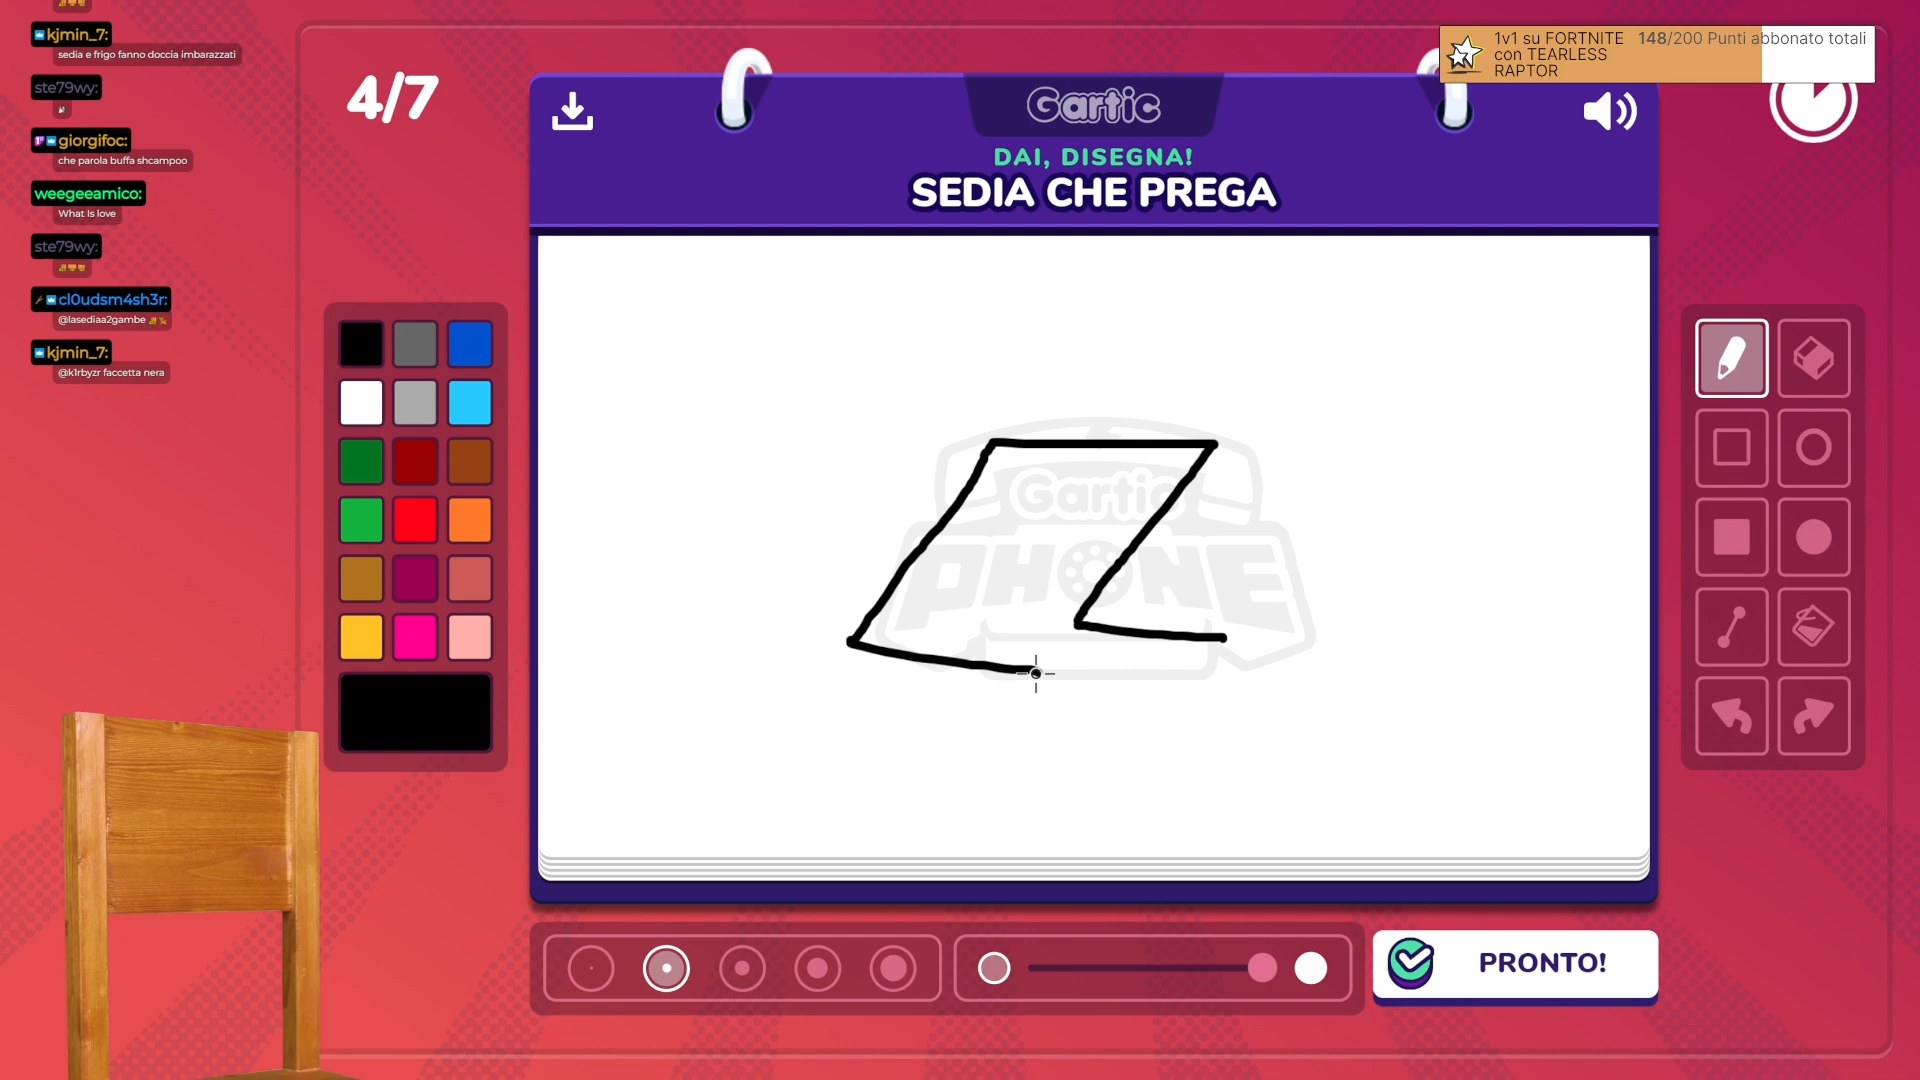 kjmin_7:
sedia e frigo fanno doccia imbarazzati
ste79wy:
giorgifoc:
che parola buffa shcampoo
weegeeamico:
What Is love
ste79wy:
cl0udsm4sh3r:
@lasediaa2gambe
kjmin_7:
@k1rbyzr faccetta nera
4/7
Gartic
DAI, DISEGNA!
SEDIA CHE PREGA
1v1 su FORTNITE
con TEARLESS
RAPTOR
148/200 Punti abbonato totali
Gartic
PHONE
PRONTO!